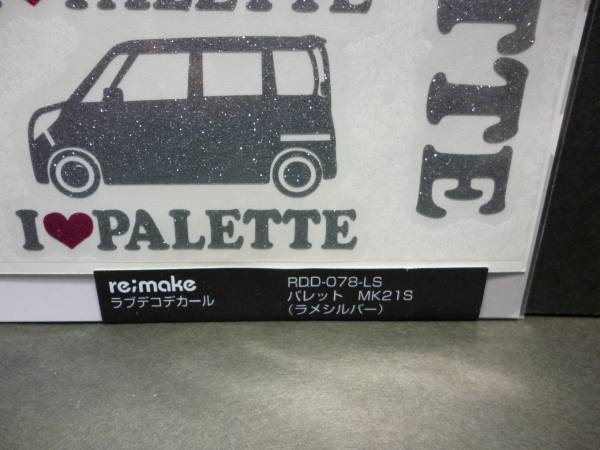 I♥PALETTE
TTE
I♥PALETTE
re;make
ラブデコデカール
RDD-078-LS
パレット MK21S
(ラメシルバー)